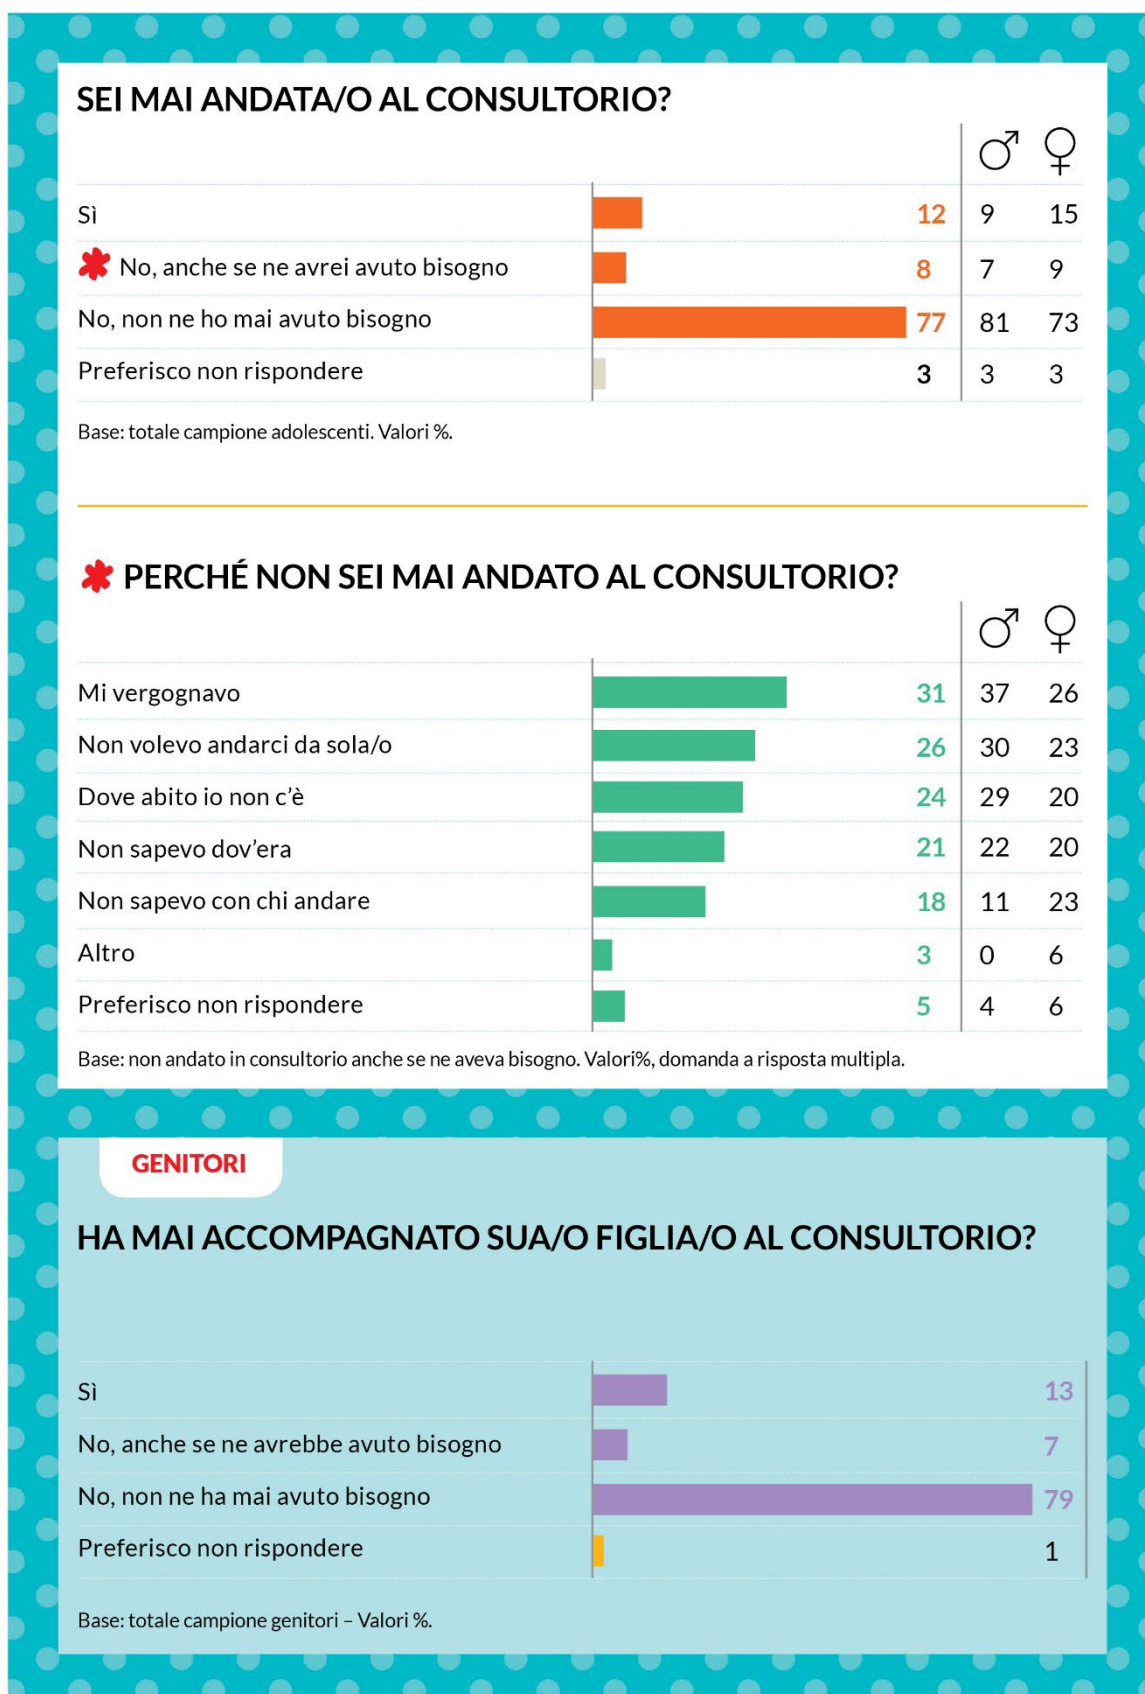 SEI MAI ANDATA/O AL CONSULTORIO?
♂ ♀
Sì 12 9 15
No, anche se ne avrei avuto bisogno 8 7 9
No, non ne ho mai avuto bisogno 77 81 73
Preferisco non rispondere 3 3 3
Base: totale campione adolescenti. Valori %.
PERCHÉ NON SEI MAI ANDATO AL CONSULTORIO?
♂ ♀
Mi vergognavo 31 37 26
Non volevo andarci da sola/o 26 30 23
Dove abito io non c'è 24 29 20
Non sapevo dov'era 21 22 20
Non sapevo con chi andare 18 11 23
Altro 3 0 6
Preferisco non rispondere 5 4 6
Base: non andato in consultorio anche se ne aveva bisogno. Valori%, domanda a risposta multipla.
GENITORI
HA MAI ACCOMPAGNATO SUA/O FIGLIA/O AL CONSULTORIO?
Sì 13
No, anche se ne avrebbe avuto bisogno 7
No, non ne ha mai avuto bisogno 79
Preferisco non rispondere 1
Base: totale campione genitori – Valori %.